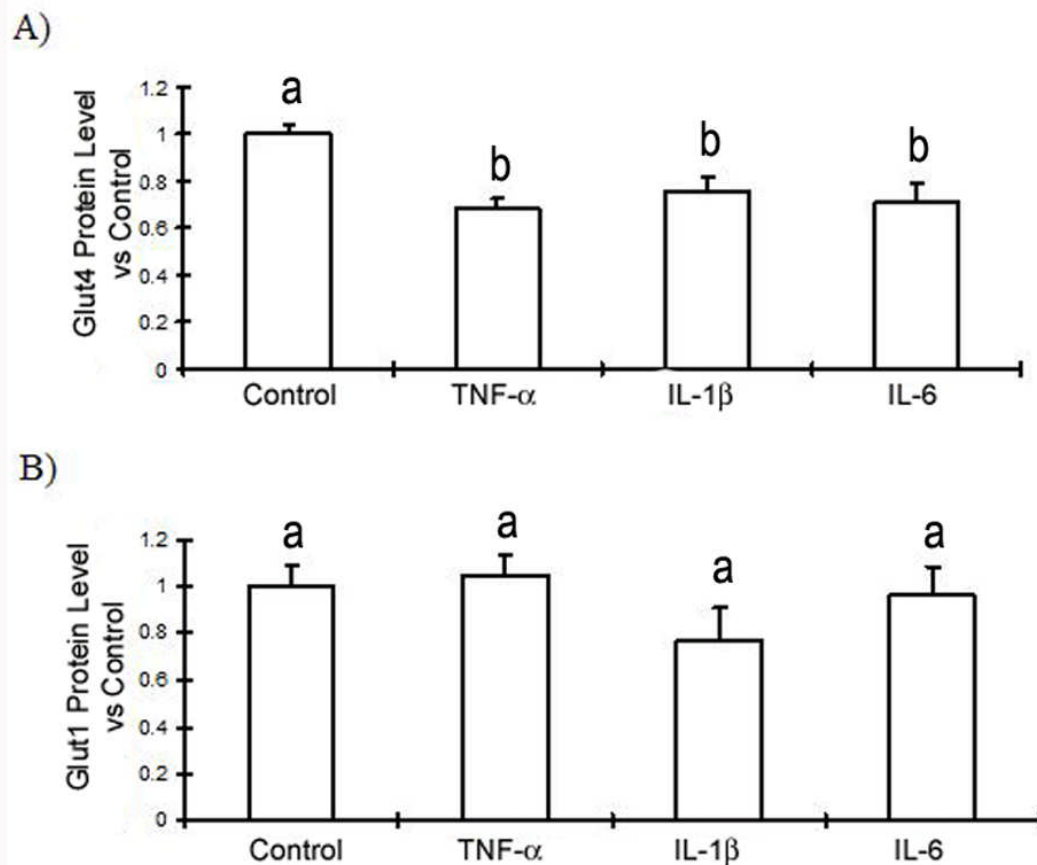 A)
Glut4 Protein Level
vs Control
1.2
1
0.8
0.6
0.4
0.2
0
a
b
b
b
Control
TNF-α
IL-1β
IL-6
B)
Glut1 Protein Level
vs Control
1.2
1
0.8
0.6
0.4
0.2
0
a
a
a
a
Control
TNF-α
IL-1β
IL-6